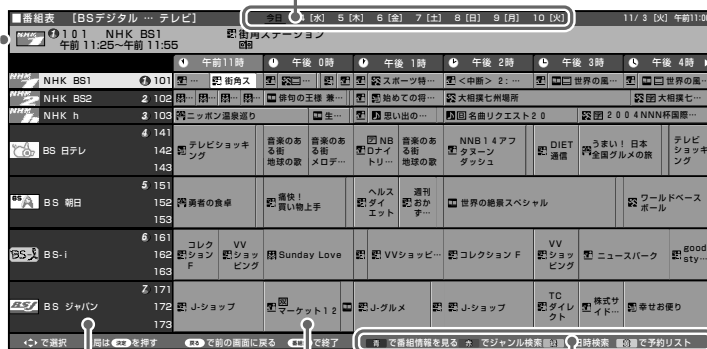 ■番組表 [BSデジタル … テレビ] 今日 4 [水] 5 [木] 6 [金] 7 [土] 8 [日] 9 [月] 10 [火] 11/ 3 [火] 午前11:00
101 NHK BS1 街角ステーション
午前 11:25~午前 11:55
午前11時 午後 0時 午後 1時 午後 2時 午後 3時 午後 4時
NHK BS1 101 … 街角ス … スポーツ特… <中断> 2: … 世界の風… 世界の風…
NHK BS2 2 102 俳句の王様 兼… 始めての将… 大相撲七州場所 大相撲七…
NHK h 3 103 ニッポン温泉巡り 生… 思い出の… 名曲リクエスト20 2004NNN杯国際…
4 141
BS 日テレ 142 テレビショッキング 音楽のある街 地球の歌 音楽のある街 メロデ… NBロナイトリ… 音楽のある街 地球の歌 NNB14アフタヌーンダッシュ DIET通信 うまい! 日本全国グルメの旅 テレビショッキング
143
5 151
BS 朝日 152 勇者の食卓 痛快!買い物上手 ヘルスダイエット 週刊おかず… 世界の絶景スペシャル ワールドベースボール
153
6 161
BS-i 162 コレクションF VVショッピング Sunday Love VVショッピ… コレクション F VVショッピング ニュースパーク good sty…
163
7 171
BS ジャパン 172 J-ショップ マーケット12 J-グルメ J-ショップ TCダイレクト 株式サイド… 幸せお便り
173
で選択 局は決定を押す 戻る で前の画面に戻る 番組表 で終了 青 で番組情報を見る 赤 でジャンル検索 日時検索 で予約リスト